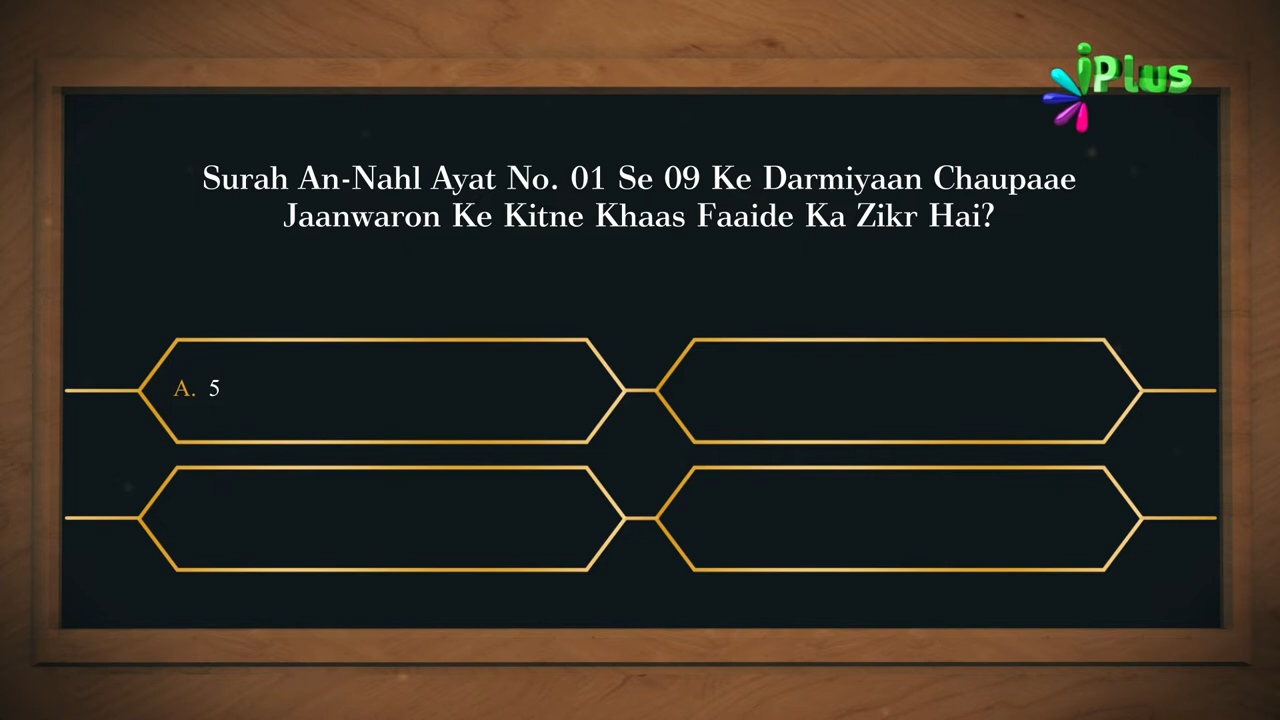 iPlus
Surah An-Nahl Ayat No. 01 Se 09 Ke Darmiyaan Chaupaae
Jaanwaron Ke Kitne Khaas Faaide Ka Zikr Hai?
A. 5